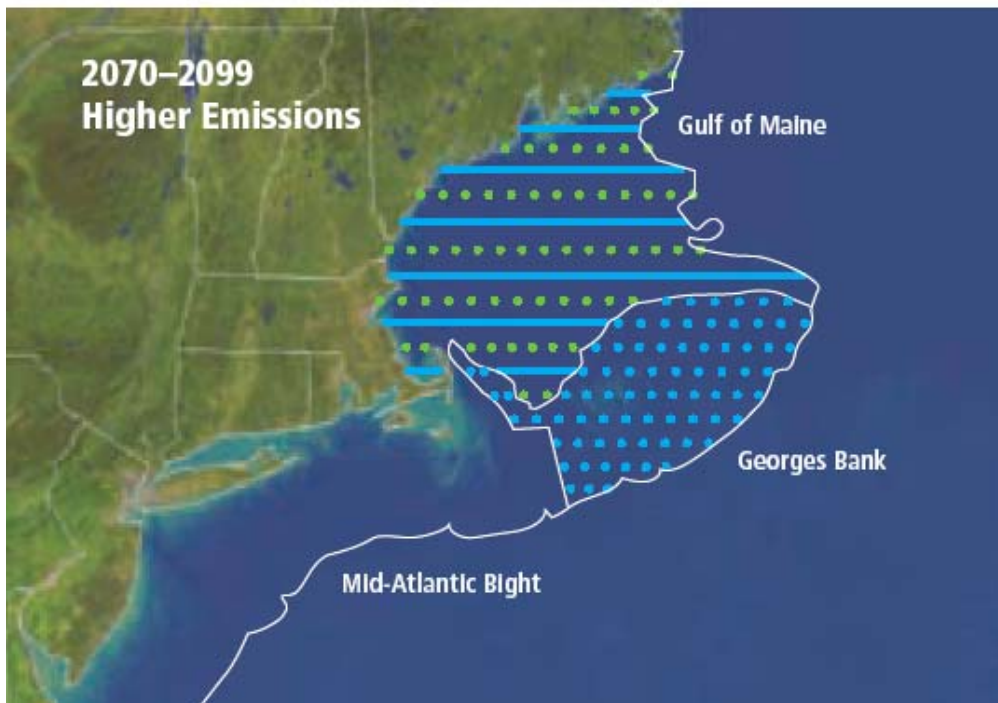 2070–2099
Higher Emissions
Gulf of Maine
Georges Bank
Mid-Atlantic Bight